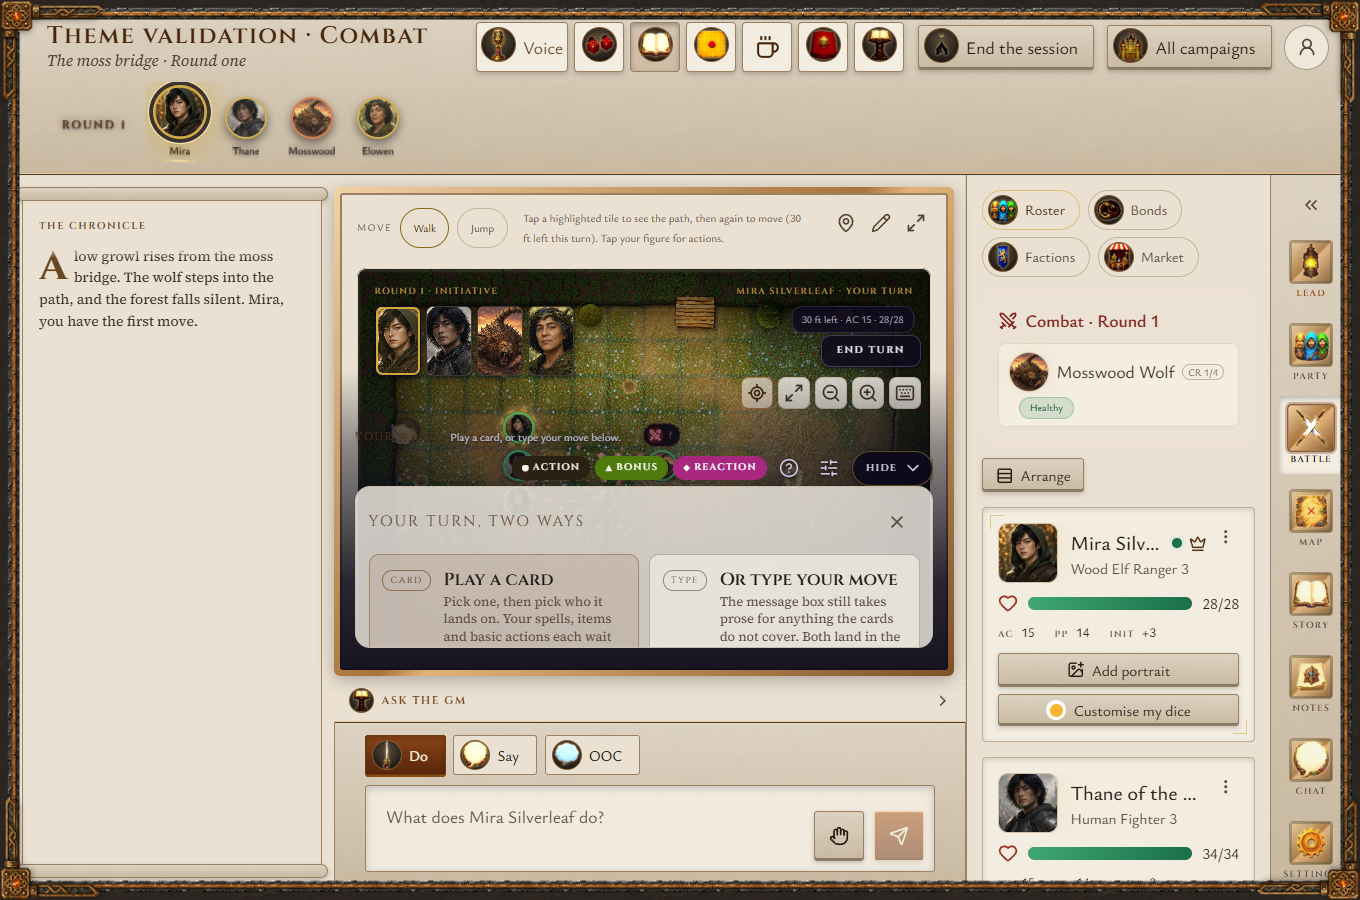 Theme validation · Combat
The moss bridge · Round one
Voice
End the session
All campaigns
ROUND 1
Mira
Thane
Mosswood
Elowen
THE CHRONICLE
A low growl rises from the moss
bridge. The wolf steps into the
path, and the forest falls silent. Mira,
you have the first move.
MOVE
Walk
Jump
Tap a highlighted tile to see the path, then again to move (30
ft left this turn). Tap your figure for actions.
ROUND 1 · INITIATIVE
MIRA SILVERLEAF · YOUR TURN
30 ft left · AC 15 · 28/28
END TURN
Play a card, or type your move below.
ACTION
BONUS
REACTION
HIDE
YOUR TURN, TWO WAYS
CARD
PLAY A CARD
Pick one, then pick who it
lands on. Your spells, items
and basic actions each wait
TYPE
OR TYPE YOUR MOVE
The message box still takes
prose for anything the cards
do not cover. Both land in the
ASK THE GM
Do
Say
OOC
What does Mira Silverleaf do?
Roster
Bonds
Factions
Market
Combat · Round 1
Mosswood Wolf
CR 1/4
Healthy
Arrange
Mira Silv...
Wood Elf Ranger 3
28/28
AC 15 PP 14 INIT +3
Add portrait
Customise my dice
Thane of the ...
Human Fighter 3
34/34
LEAD
PARTY
BATTLE
MAP
STORY
NOTES
CHAT